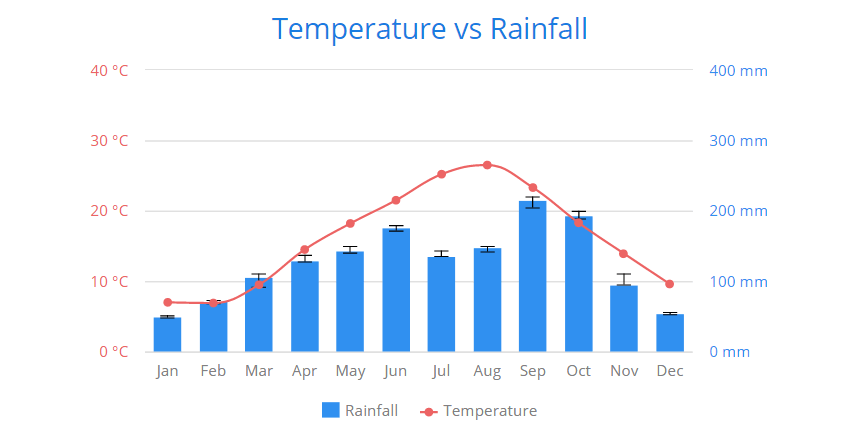 Temperature vs Rainfall
40 °C 400 mm
30 °C 300 mm
20 °C 200 mm
10 °C 100 mm
0 °C 0 mm
Jan Feb Mar Apr May Jun Jul Aug Sep Oct Nov Dec
Rainfall Temperature